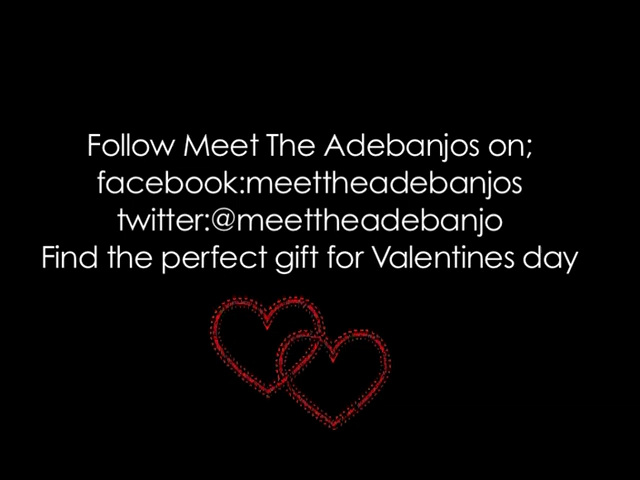 Follow Meet The Adebanjos on;
facebook:meettheadebanjos
twitter:@meettheadebanjo
Find the perfect gift for Valentines day